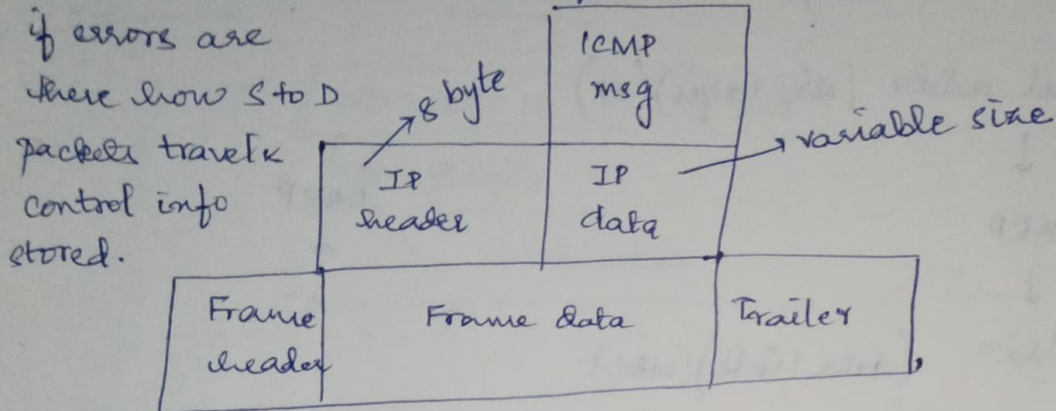 if errors are
there how S to D
packets travel &
control info
stored.
8 byte
ICMP
msg
variable size
IP
header
IP
data
Frame
header
Frame data
Trailer